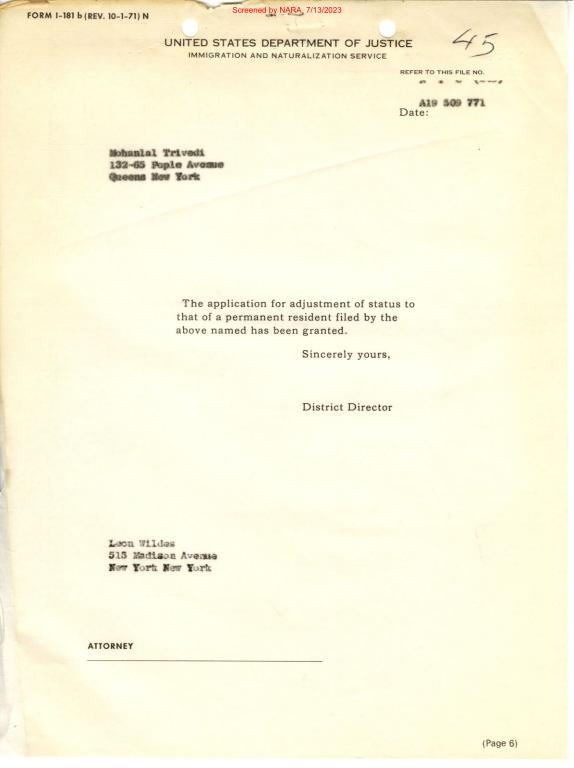 Screened by NARA, 7/13/2023
FORM I-181 b (REV. 10-1-71) N
UNITED STATES DEPARTMENT OF JUSTICE
IMMIGRATION AND NATURALIZATION SERVICE
45
REFER TO THIS FILE NO.
A19 509 771
Date:
Mohanlal Trivedi
132-65 Pople Avenue
Queens New York
The application for adjustment of status to
that of a permanent resident filed by the
above named has been granted.
Sincerely yours,
District Director
Leon Wildes
515 Madison Avenue
New York New York
ATTORNEY
(Page 6)